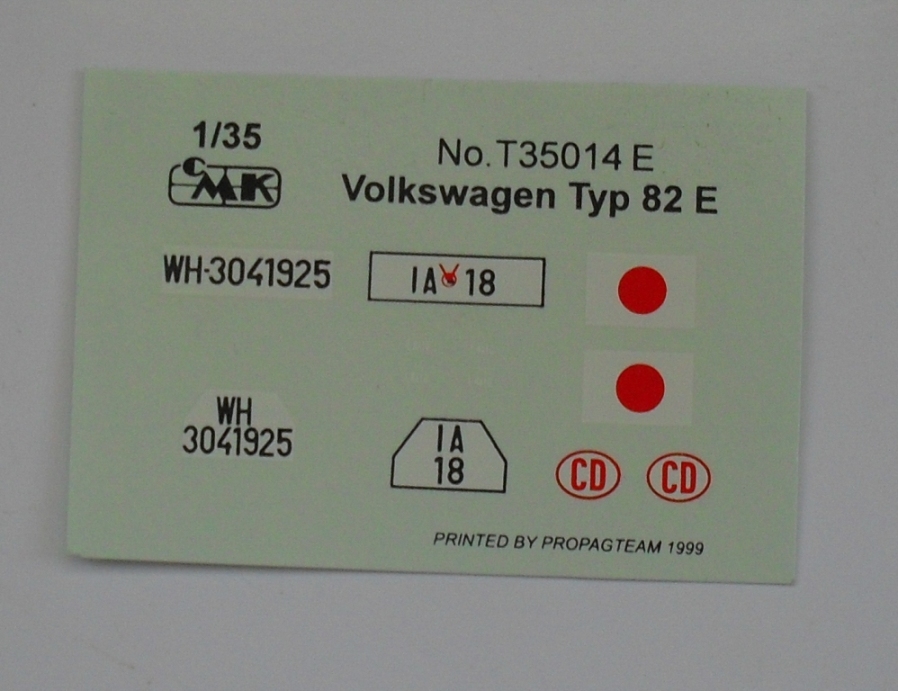 1/35
CMK
No.T35014 E
Volkswagen Typ 82 E
WH-3041925
IA 18
WH
3041925
IA
18
CD
CD
PRINTED BY PROPAGTEAM 1999